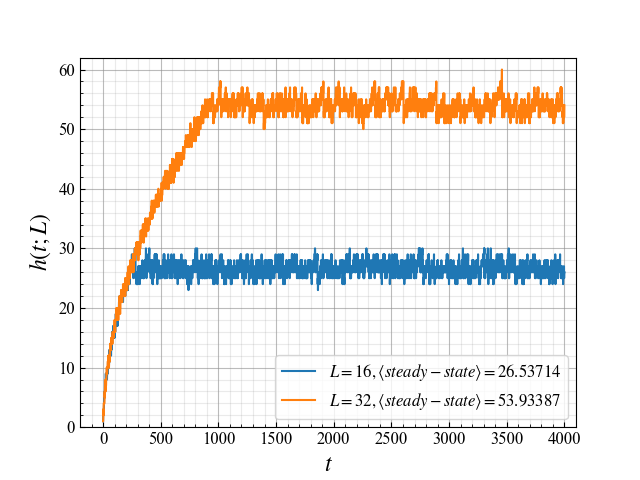 60
50
40
30
20
10
0
h(t; L)
L = 16, ⟨steady − state⟩ = 26.53714
L = 32, ⟨steady − state⟩ = 53.93387
0 500 1000 1500 2000 2500 3000 3500 4000
t